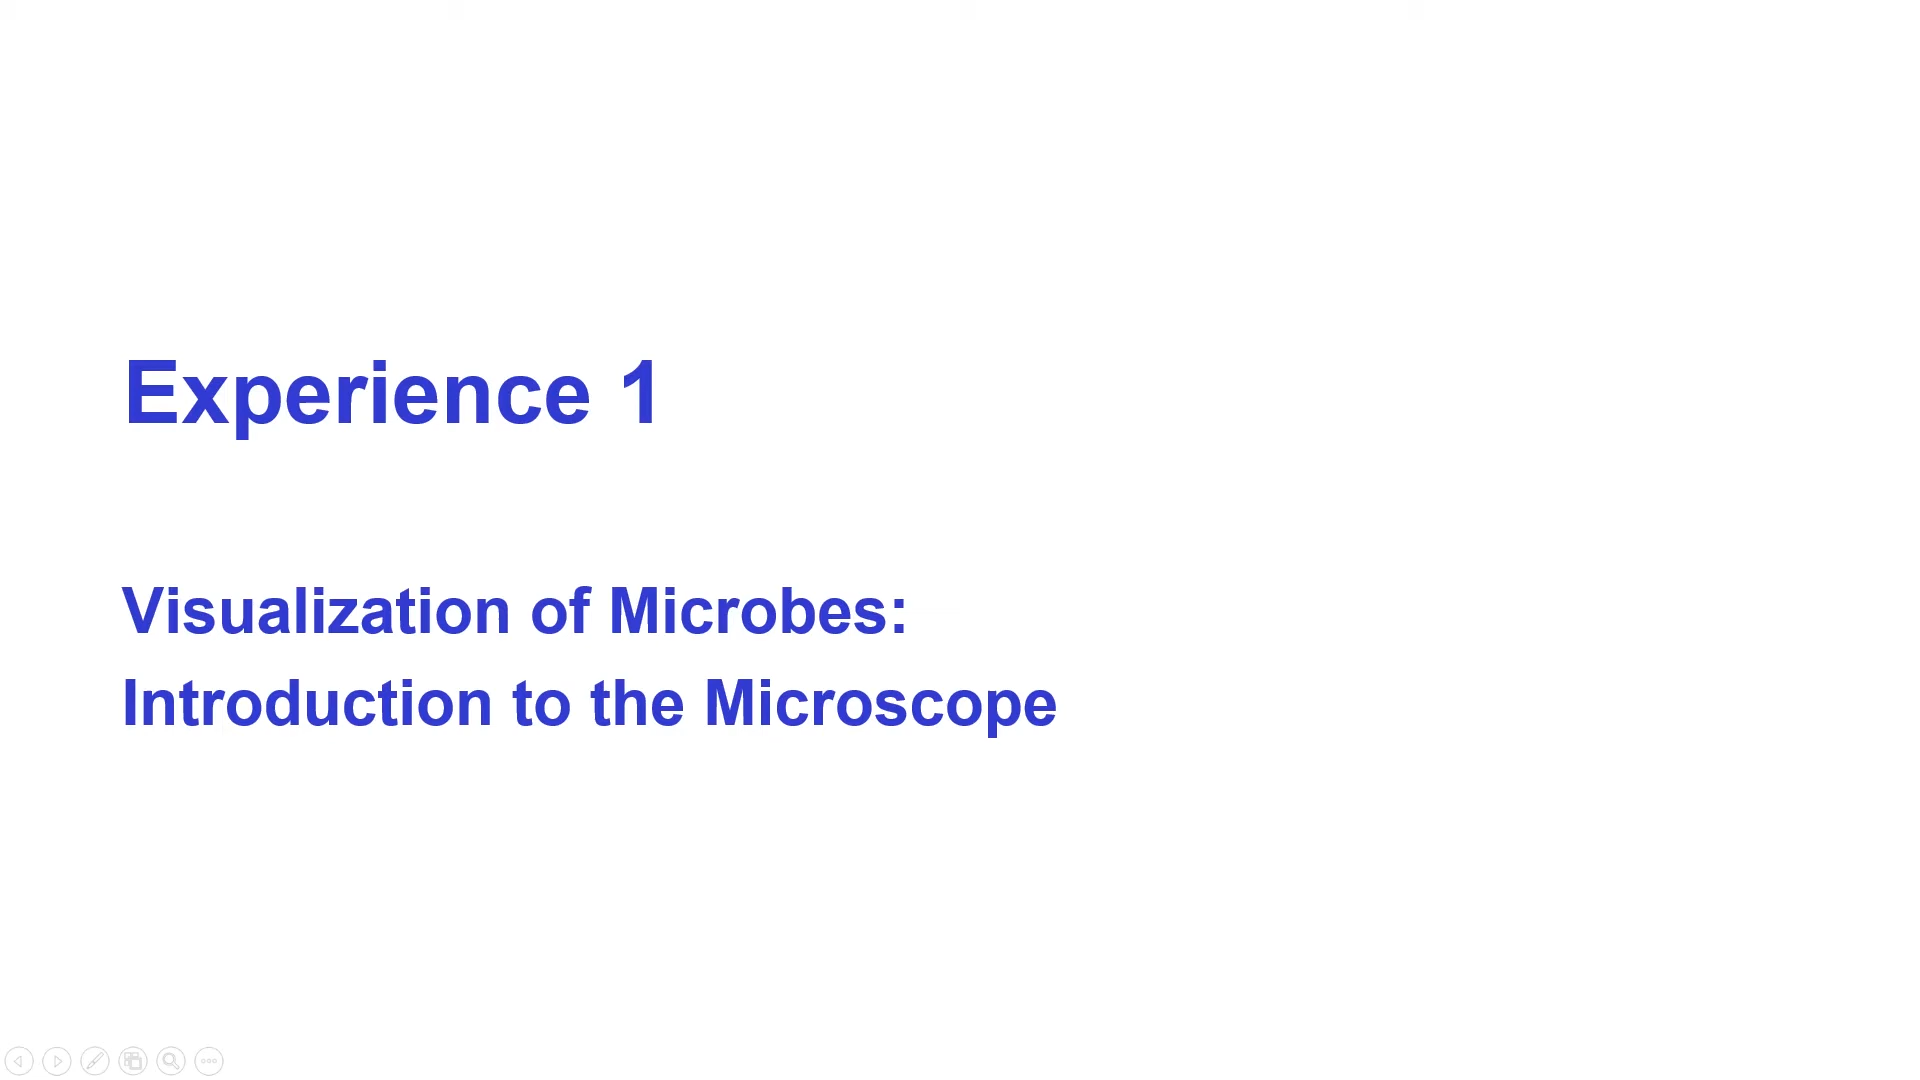 Experience 1
Visualization of Microbes:
Introduction to the Microscope